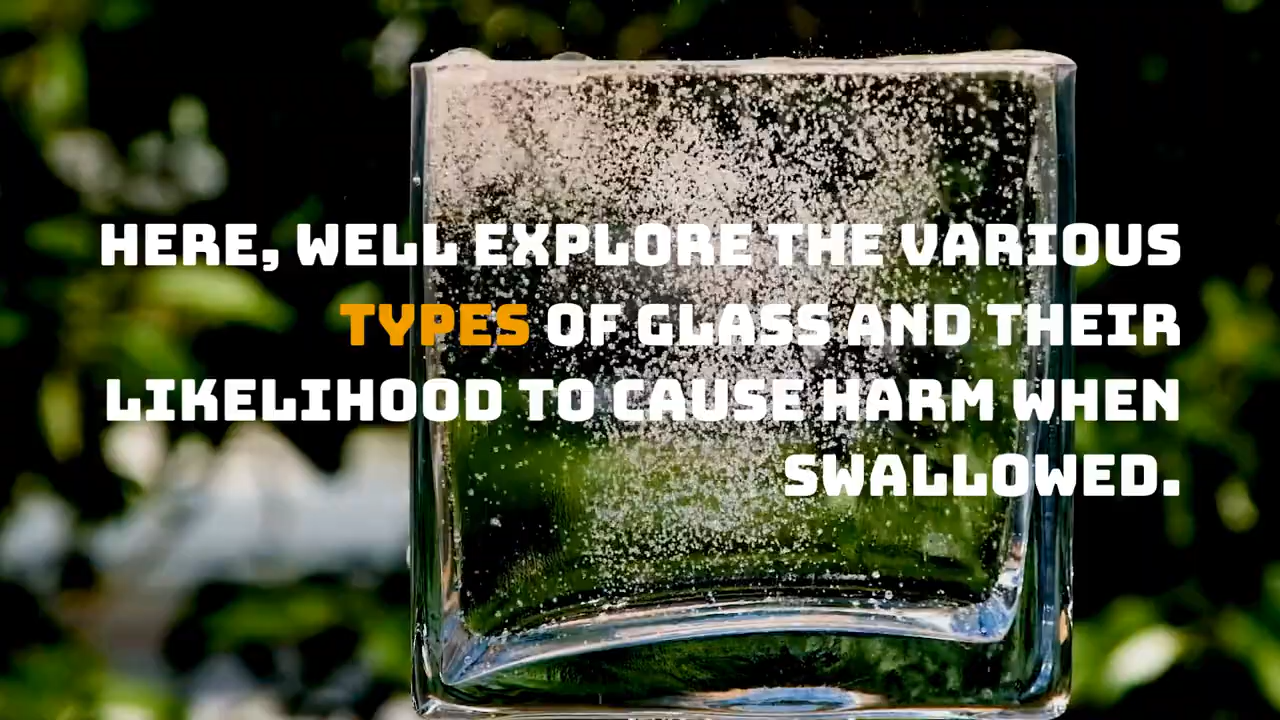 HERE, WELL EXPLORE THE VARIOUS
TYPES OF GLASS AND THEIR
LIKELIHOOD TO CAUSE HARM WHEN
SWALLOWED.